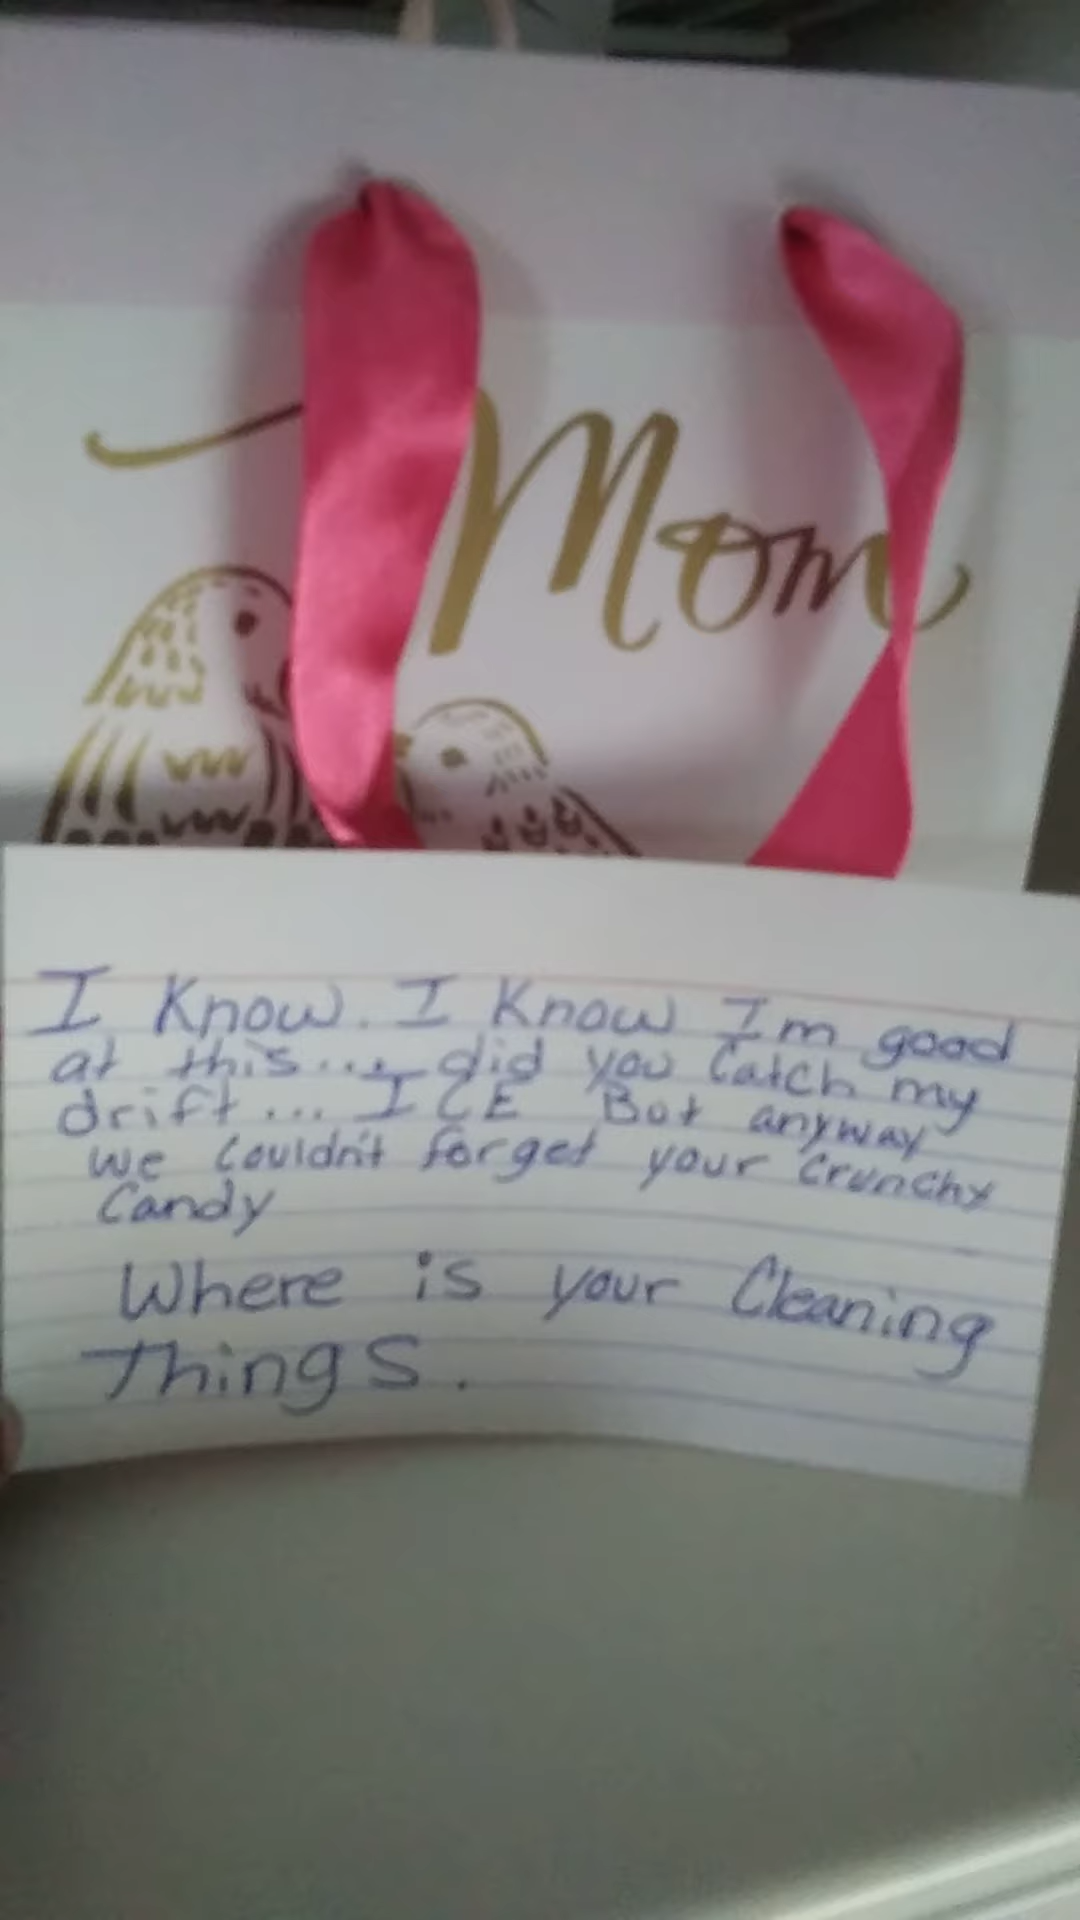 Mom
I Know. I Know Im good
at this.... did you Catch my
drift... ICE But anyway
we Couldn't forget your Crunchy
Candy
Where is your Cleaning
Things.